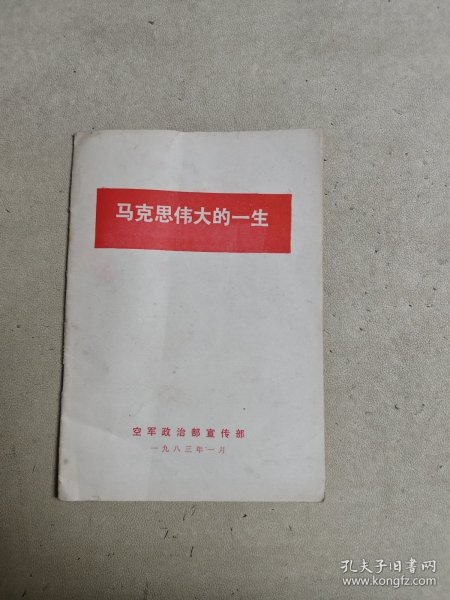 马克思伟大的一生
空军政治部宣传部
一九八三年一月
孔夫子旧书网
www.kongfz.com